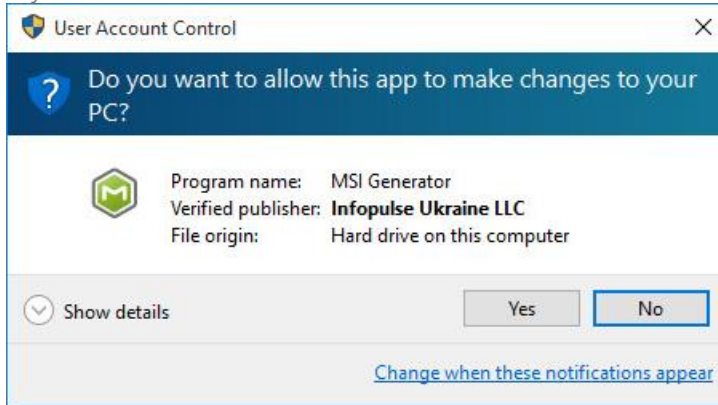 User Account Control
Do you want to allow this app to make changes to your
PC?
Program name: MSI Generator
Verified publisher: Infopulse Ukraine LLC
File origin: Hard drive on this computer
Show details
Yes
No
Change when these notifications appear